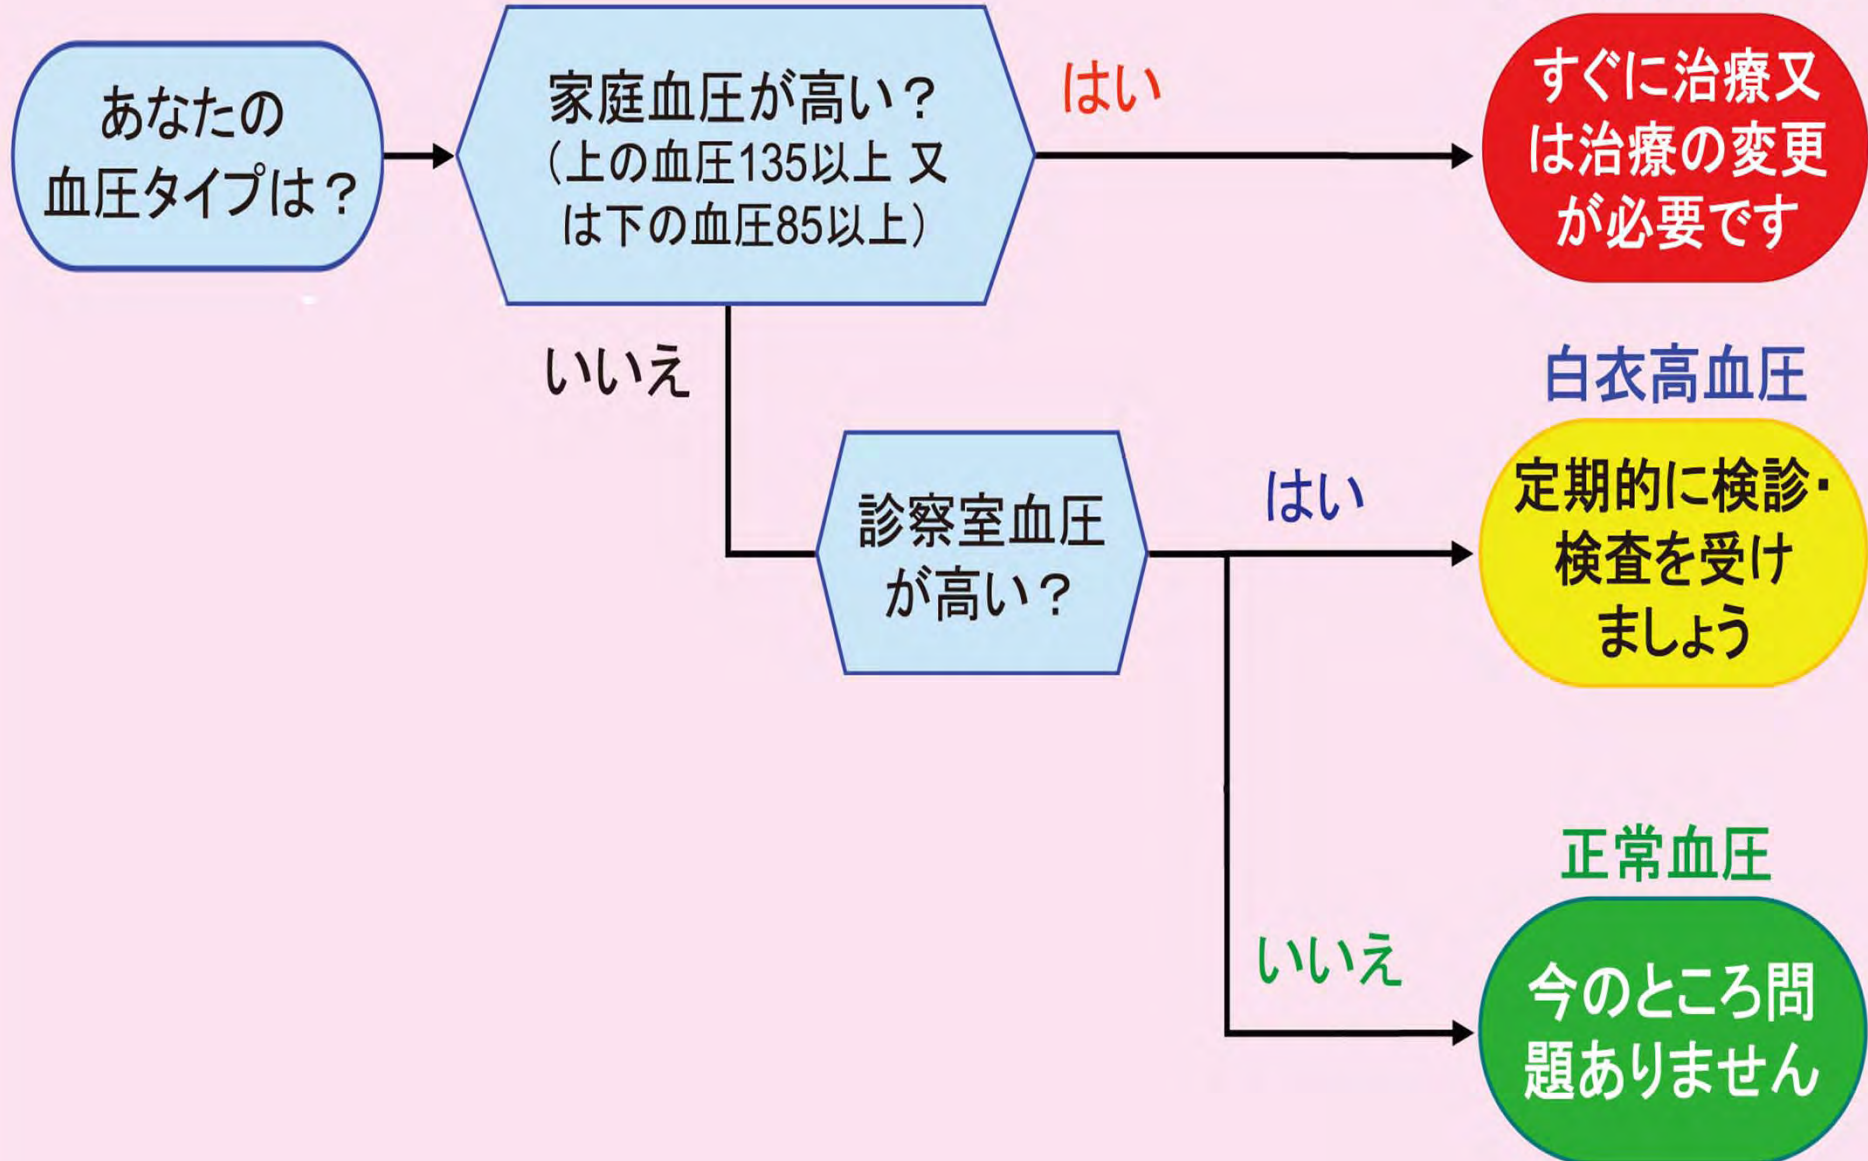 あなたの
血圧タイプは？
家庭血圧が高い？
（上の血圧135以上 又
は下の血圧85以上）
はい
すぐに治療又
は治療の変更
が必要です
いいえ
診察室血圧
が高い？
はい
白衣高血圧
定期的に検診・
検査を受け
ましょう
いいえ
正常血圧
今のところ問
題ありません